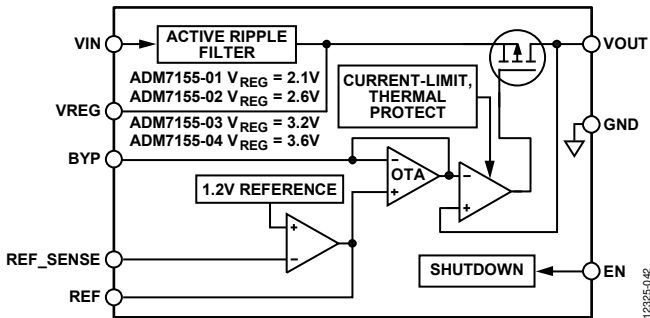 VIN
ACTIVE RIPPLE
FILTER
VOUT
ADM7155-01 VREG = 2.1V
ADM7155-02 VREG = 2.6V
ADM7155-03 VREG = 3.2V
ADM7155-04 VREG = 3.6V
VREG
CURRENT-LIMIT,
THERMAL
PROTECT
GND
BYP
OTA
−
+
−
+
1.2V REFERENCE
+
−
REF_SENSE
REF
SHUTDOWN
EN
12325-042